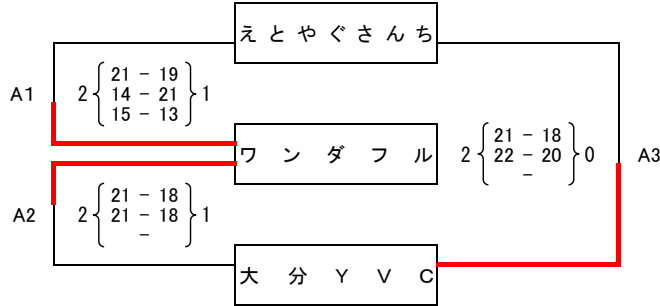 えとやぐさんち
A1
2 { 21 - 19 } 1
14 - 21
15 - 13
ワンダフル
2 { 21 - 18 } 0
22 - 20
-
A3
A2
2 { 21 - 18 } 1
21 - 18
-
大分YVC